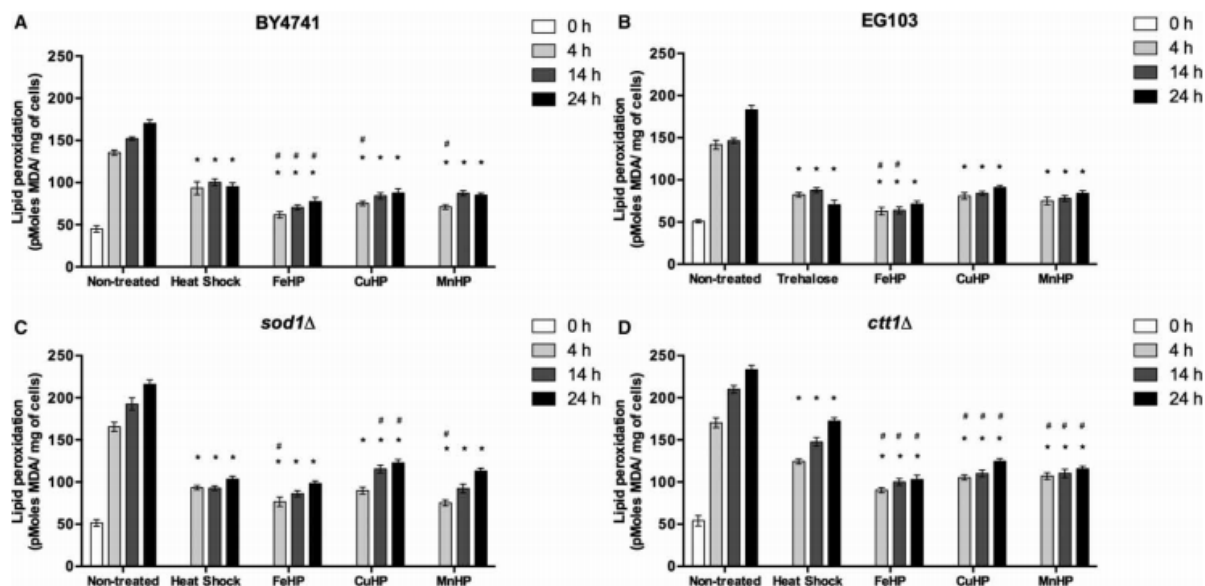 A
BY4741
0 h
4 h
14 h
24 h
Lipid peroxidation
(pMoles MDA/ mg of cells)
250
200
150
100
50
0
# # # # #
* * * * * * * * * * * *
Non-treated Heat Shock FeHP CuHP MnHP
B
EG103
0 h
4 h
14 h
24 h
Lipid peroxidation
(pMoles MDA/ mg of cells)
250
200
150
100
50
0
# #
* * * * * * * * * * * *
Non-treated Trehalose FeHP CuHP MnHP
C
sod1Δ
0 h
4 h
14 h
24 h
Lipid peroxidation
(pMoles MDA/ mg of cells)
250
200
150
100
50
0
# # # #
* * * * * * * * * * * *
Non-treated Heat Shock FeHP CuHP MnHP
D
ctt1Δ
0 h
4 h
14 h
24 h
Lipid peroxidation
(pMoles MDA/ mg of cells)
250
200
150
100
50
0
* * *
# # # # # # # # #
* * * * * * * * *
Non-treated Heat Shock FeHP CuHP MnHP